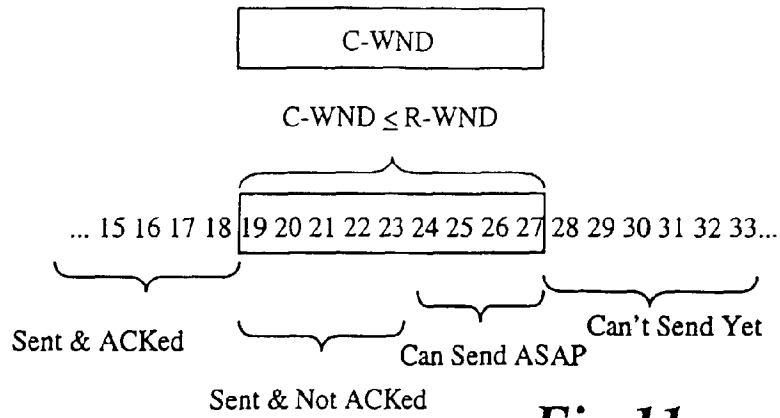 C-WND
C-WND ≤ R-WND
... 15 16 17 18 19 20 21 22 23 24 25 26 27 28 29 30 31 32 33...
Sent & ACKed
Sent & Not ACKed
Can Send ASAP
Can't Send Yet